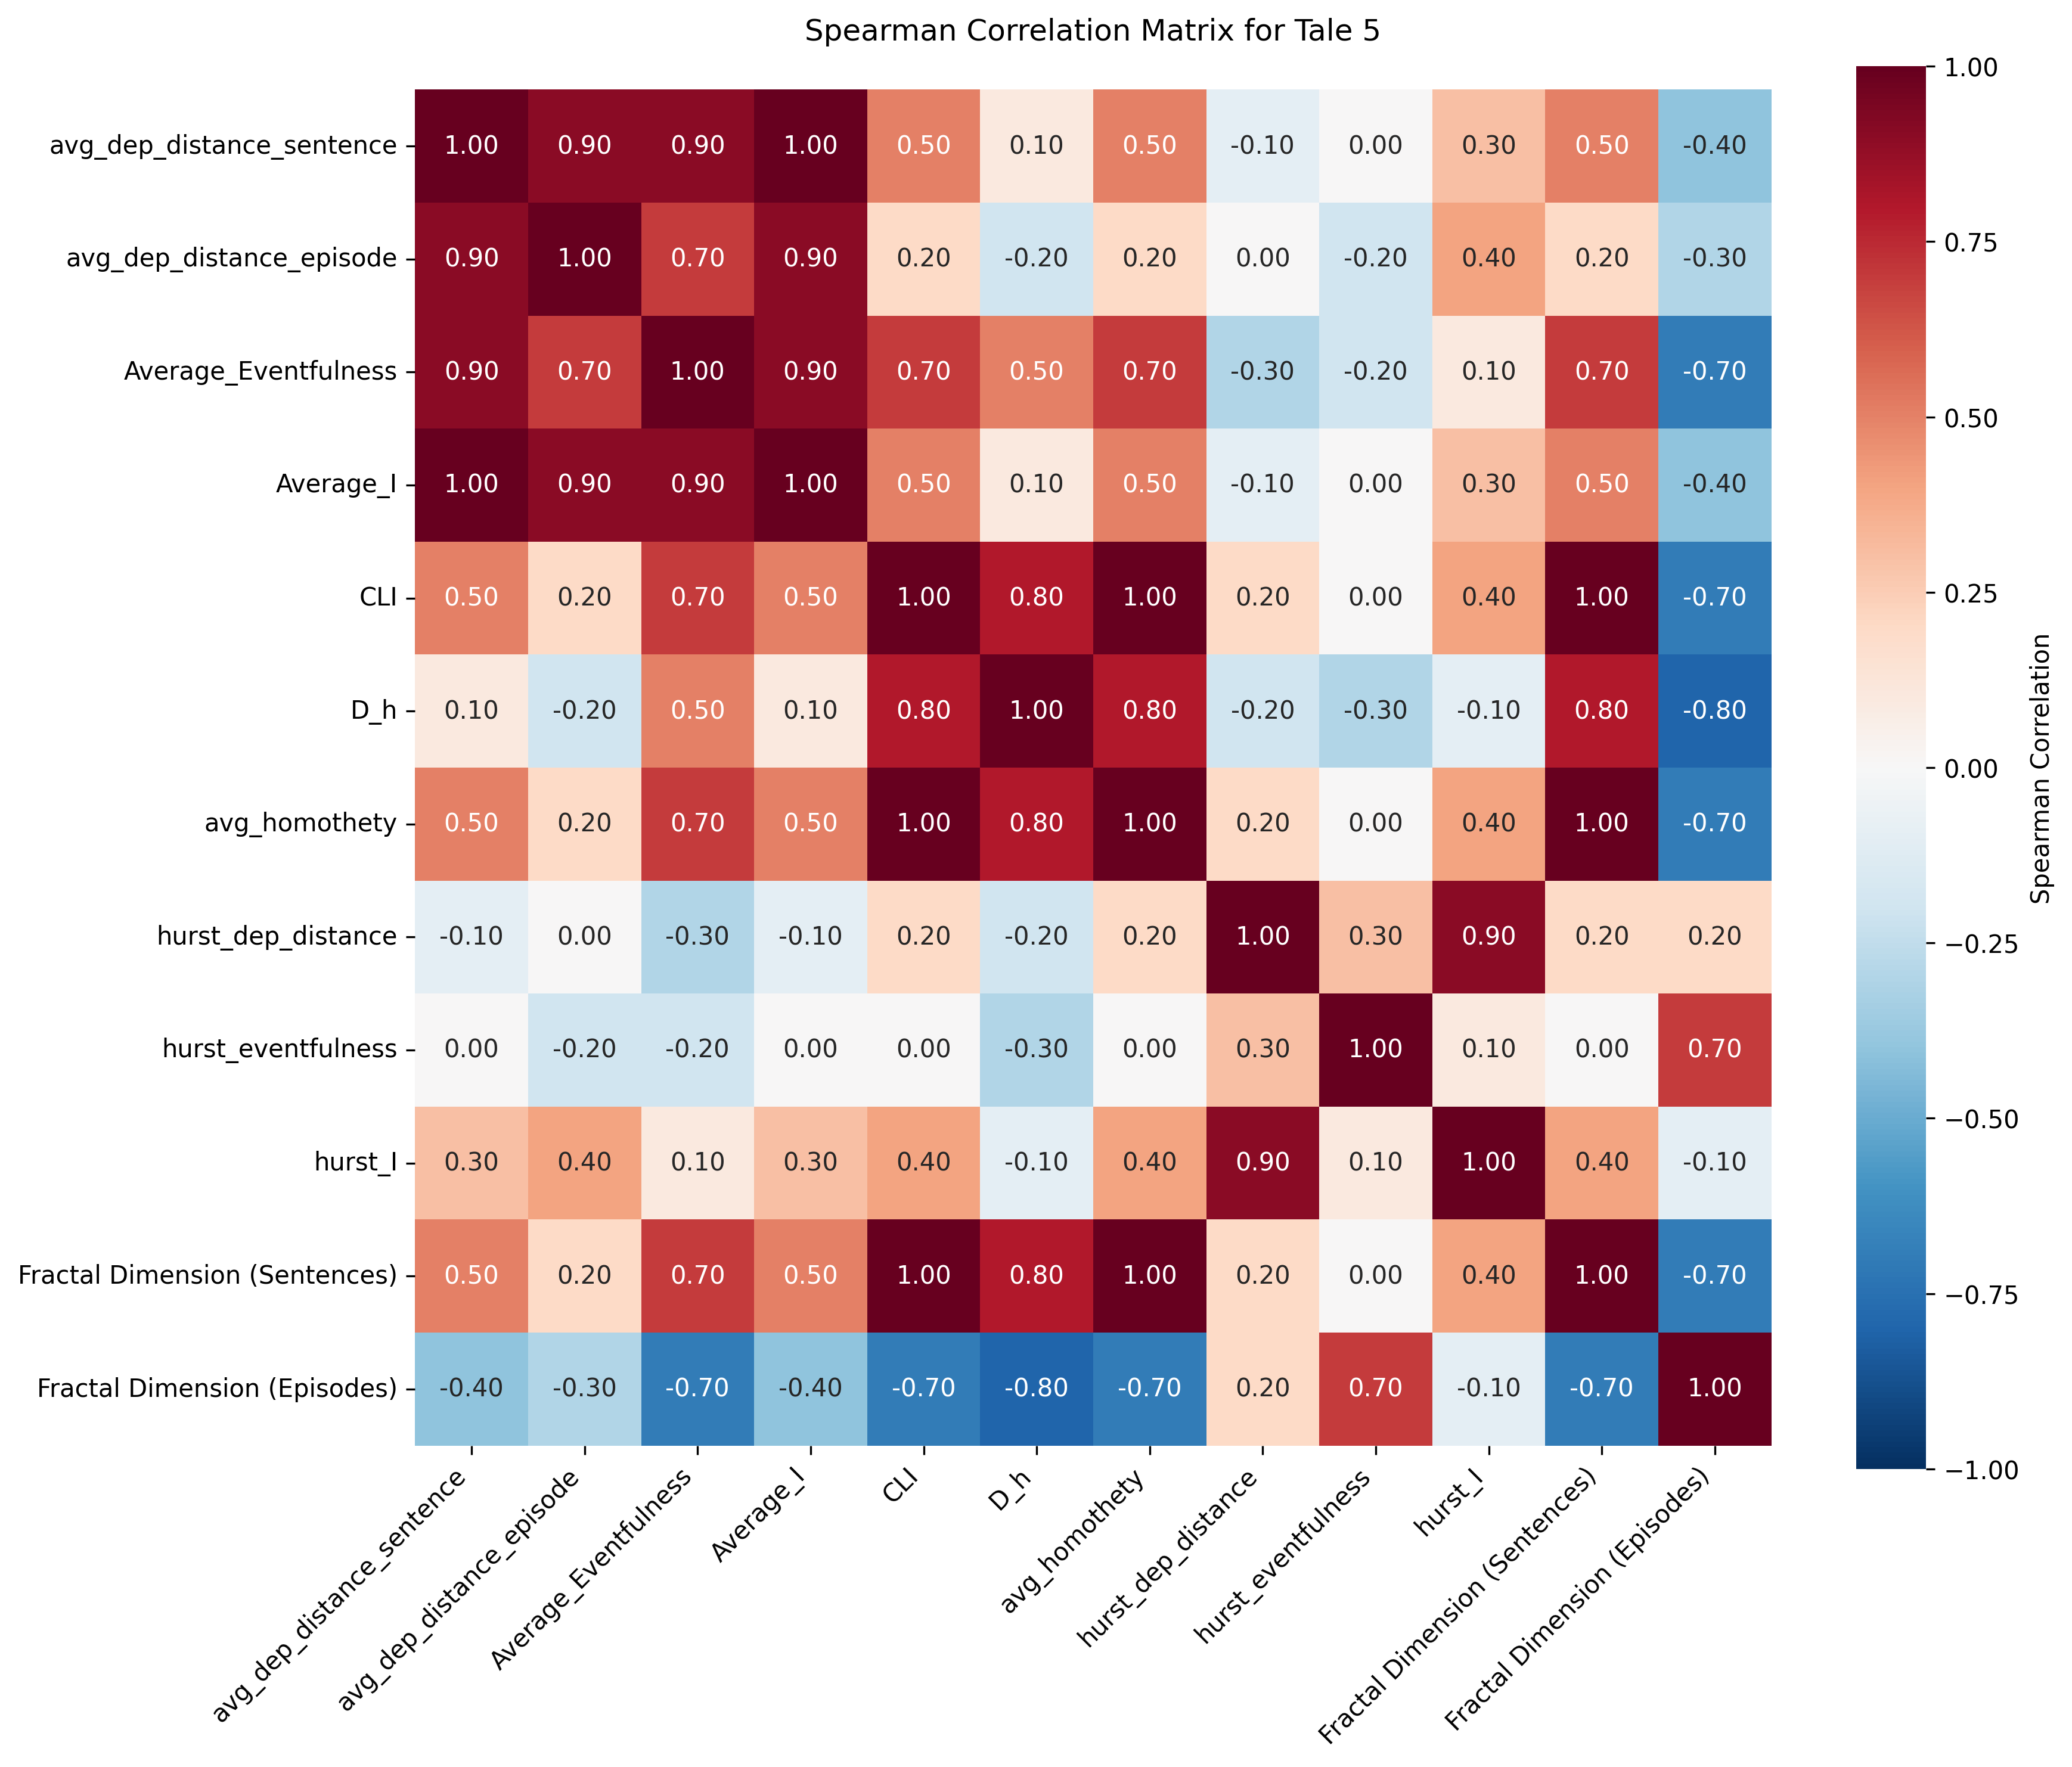 Spearman Correlation Matrix for Tale 5
avg_dep_distance_sentence 1.00 0.90 0.90 1.00 0.50 0.10 0.50 -0.10 0.00 0.30 0.50 -0.40
avg_dep_distance_episode 0.90 1.00 0.70 0.90 0.20 -0.20 0.20 0.00 -0.20 0.40 0.20 -0.30
Average_Eventfulness 0.90 0.70 1.00 0.90 0.70 0.50 0.70 -0.30 -0.20 0.10 0.70 -0.70
Average_I 1.00 0.90 0.90 1.00 0.50 0.10 0.50 -0.10 0.00 0.30 0.50 -0.40
CLI 0.50 0.20 0.70 0.50 1.00 0.80 1.00 0.20 0.00 0.40 1.00 -0.70
D_h 0.10 -0.20 0.50 0.10 0.80 1.00 0.80 -0.20 -0.30 -0.10 0.80 -0.80
avg_homothety 0.50 0.20 0.70 0.50 1.00 0.80 1.00 0.20 0.00 0.40 1.00 -0.70
hurst_dep_distance -0.10 0.00 -0.30 -0.10 0.20 -0.20 0.20 1.00 0.30 0.90 0.20 0.20
hurst_eventfulness 0.00 -0.20 -0.20 0.00 0.00 -0.30 0.00 0.30 1.00 0.10 0.00 0.70
hurst_I 0.30 0.40 0.10 0.30 0.40 -0.10 0.40 0.90 0.10 1.00 0.40 -0.10
Fractal Dimension (Sentences) 0.50 0.20 0.70 0.50 1.00 0.80 1.00 0.20 0.00 0.40 1.00 -0.70
Fractal Dimension (Episodes) -0.40 -0.30 -0.70 -0.40 -0.70 -0.80 -0.70 0.20 0.70 -0.10 -0.70 1.00
avg_dep_distance_sentence
avg_dep_distance_episode
Average_Eventfulness
Average_I
CLI
D_h
avg_homothety
hurst_dep_distance
hurst_eventfulness
hurst_I
Fractal Dimension (Sentences)
Fractal Dimension (Episodes)
1.00
0.75
0.50
0.25
0.00
−0.25
−0.50
−0.75
−1.00
Spearman Correlation